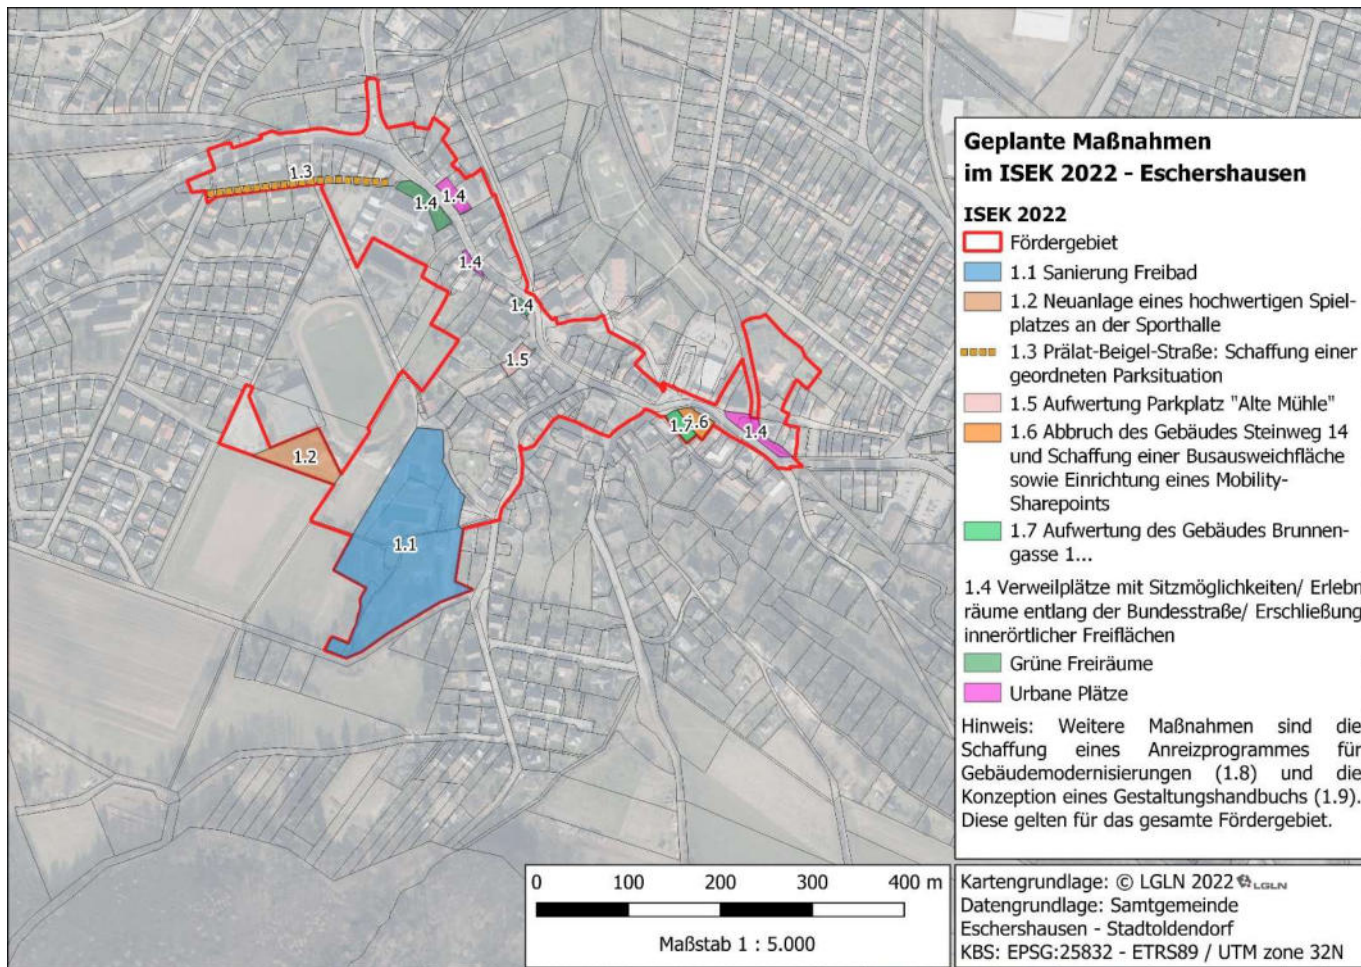 1.3
1.4
1.4
1.4
1.4
1.5
1.7
1.6
1.4
1.2
1.1
Geplante Maßnahmen
im ISEK 2022 - Eschershausen
ISEK 2022
Fördergebiet
1.1 Sanierung Freibad
1.2 Neuanlage eines hochwertigen Spiel-
platzes an der Sporthalle
1.3 Prälat-Beigel-Straße: Schaffung einer
geordneten Parksituation
1.5 Aufwertung Parkplatz "Alte Mühle"
1.6 Abbruch des Gebäudes Steinweg 14
und Schaffung einer Busausweichfläche
sowie Einrichtung eines Mobility-
Sharepoints
1.7 Aufwertung des Gebäudes Brunnen-
gasse 1...
1.4 Verweilplätze mit Sitzmöglichkeiten/ Erlebn
räume entlang der Bundesstraße/ Erschließung
innerörtlicher Freiflächen
Grüne Freiräume
Urbane Plätze
Hinweis: Weitere Maßnahmen sind die
Schaffung eines Anreizprogrammes für
Gebäudemodernisierungen (1.8) und die
Konzeption eines Gestaltungshandbuchs (1.9).
Diese gelten für das gesamte Fördergebiet.
0 100 200 300 400 m
Maßstab 1 : 5.000
Kartengrundlage: © LGLN 2022 LGLN
Datengrundlage: Samtgemeinde
Eschershausen - Stadtoldendorf
KBS: EPSG:25832 - ETRS89 / UTM zone 32N